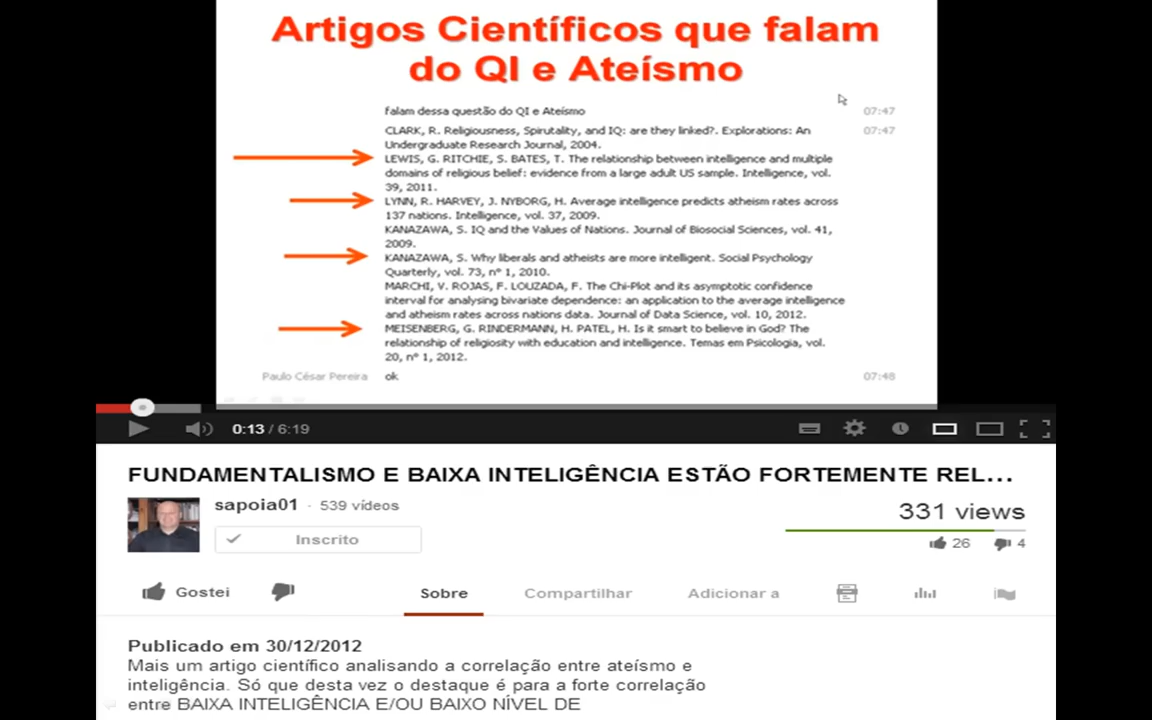 Artigos Científicos que falam
do QI e Ateísmo
falam dessa questão do QI e Ateísmo 07:47
CLARK, R. Religiousness, Spirutality, and IQ: are they linked?. Explorations: An 07:47
Undergraduate Research Journal, 2004.
LEWIS, G. RITCHIE, S. BATES, T. The relationship between intelligence and multiple
domains of religious belief: evidence from a large adult US sample. Intelligence, vol.
39, 2011.
LYNN, R. HARVEY, J. NYBORG, H. Average intelligence predicts atheism rates across
137 nations. Intelligence, vol. 37, 2009.
KANAZAWA, S. IQ and the Values of Nations. Journal of Biosocial Sciences, vol. 41,
2009.
KANAZAWA, S. Why liberals and atheists are more intelligent. Social Psychology
Quarterly, vol. 73, n° 1, 2010.
MARCHI, V. ROJAS, F. LOUZADA, F. The Chi-Plot and its asymptotic confidence
interval for analysing bivariate dependence: an application to the average intelligence
and atheism rates across nations data. Journal of Data Science, vol. 10, 2012.
MEISENBERG, G. RINDERMANN, H. PATEL, H. Is it smart to believe in God? The
relationship of religiosity with education and intelligence. Temas em Psicologia, vol.
20, n° 1, 2012.
Paulo César Pereira ok 07:48
0:13 / 6:19
FUNDAMENTALISMO E BAIXA INTELIGÊNCIA ESTÃO FORTEMENTE REL...
sapoia01 · 539 vídeos
331 views
Inscrito
26 4
Gostei Sobre Compartilhar Adicionar a
Publicado em 30/12/2012
Mais um artigo científico analisando a correlação entre ateísmo e
inteligência. Só que desta vez o destaque é para a forte correlação
entre BAIXA INTELIGÊNCIA E/OU BAIXO NÍVEL DE